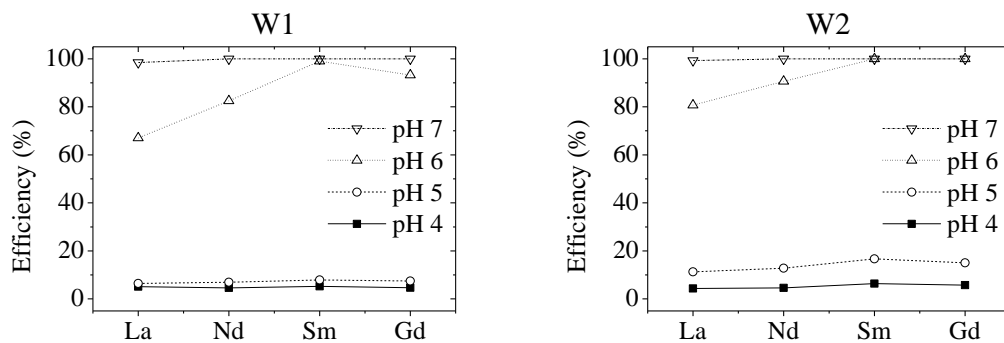 W1
Efficiency (%)
100
80
60
40
20
0
pH 7
pH 6
pH 5
pH 4
La Nd Sm Gd
W2
Efficiency (%)
100
80
60
40
20
0
pH 7
pH 6
pH 5
pH 4
La Nd Sm Gd